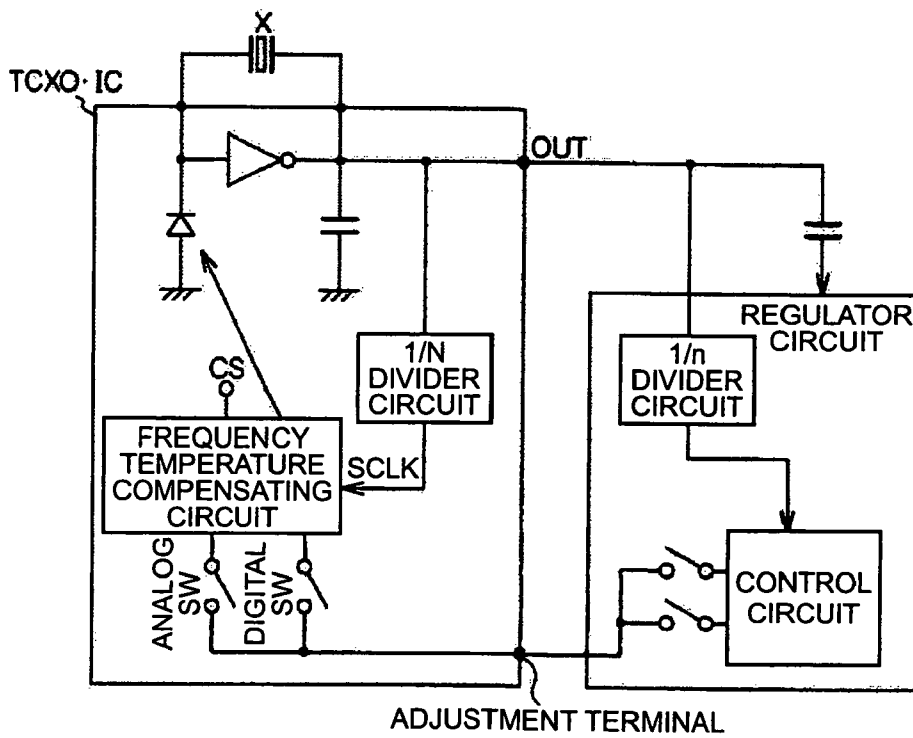 X
TCXO·IC
OUT
REGULATOR
CIRCUIT
1/N
DIVIDER
CIRCUIT
1/n
DIVIDER
CIRCUIT
CS
FREQUENCY
TEMPERATURE
COMPENSATING
CIRCUIT
SCLK
ANALOG
SW
DIGITAL
SW
CONTROL
CIRCUIT
ADJUSTMENT TERMINAL